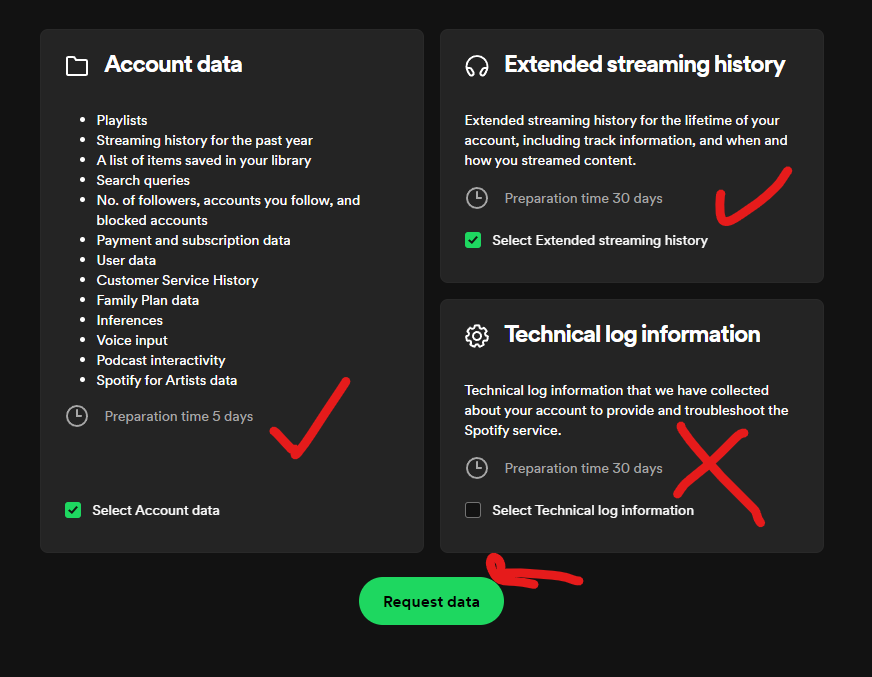 Account data
• Playlists
• Streaming history for the past year
• A list of items saved in your library
• Search queries
• No. of followers, accounts you follow, and
blocked accounts
• Payment and subscription data
• User data
• Customer Service History
• Family Plan data
• Inferences
• Voice input
• Podcast interactivity
• Spotify for Artists data
Preparation time 5 days
Select Account data
Extended streaming history
Extended streaming history for the lifetime of your
account, including track information, and when and
how you streamed content.
Preparation time 30 days
Select Extended streaming history
Technical log information
Technical log information that we have collected
about your account to provide and troubleshoot the
Spotify service.
Preparation time 30 days
Select Technical log information
Request data